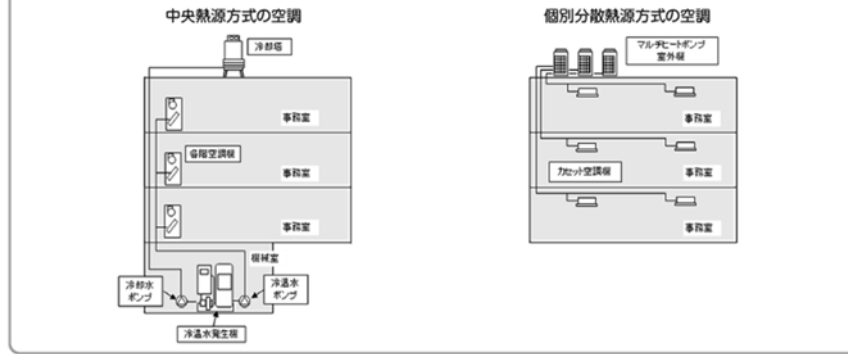 中央熱源方式の空調
冷却塔
事務室
各階空調機
事務室
事務室
機械室
冷却水
ポンプ
冷温水
ポンプ
冷温水発生機
個別分散熱源方式の空調
マルチヒートポンプ
室外機
事務室
カセット空調機
事務室
事務室